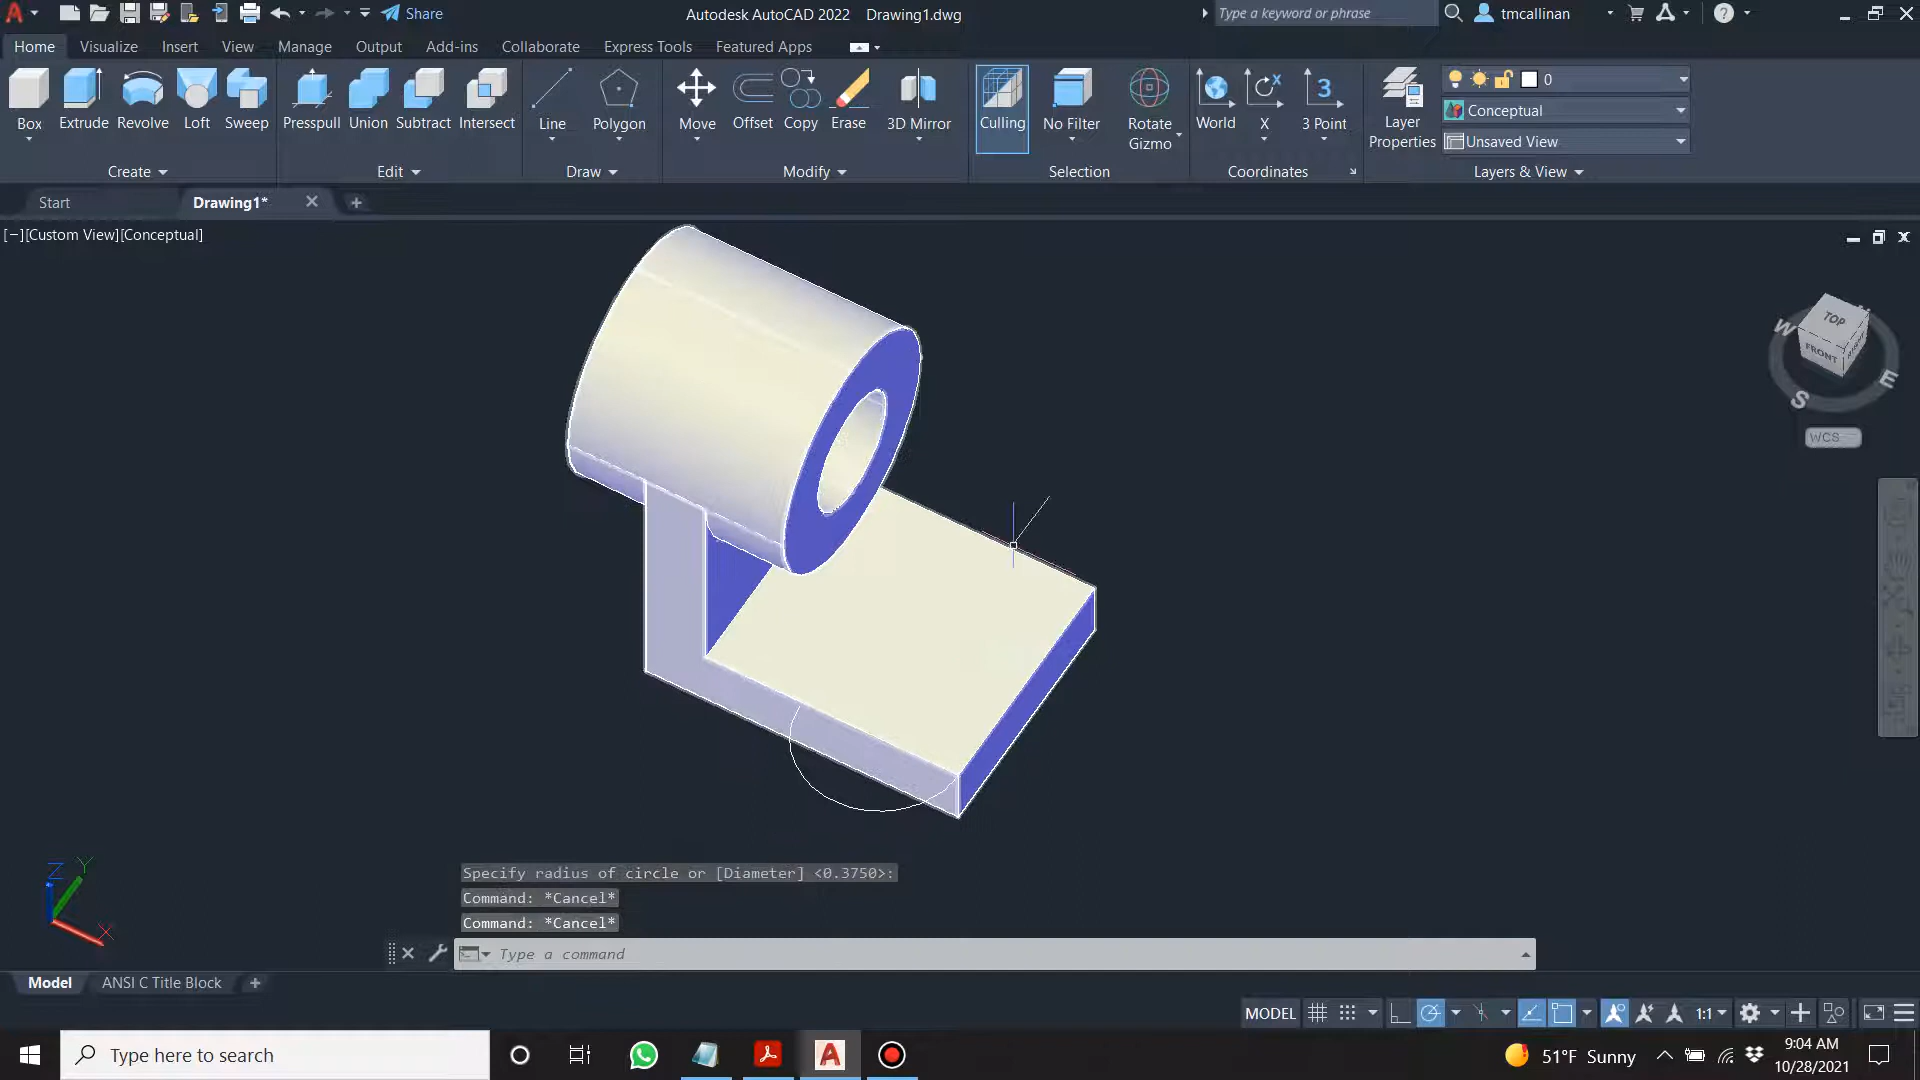 Share
Autodesk AutoCAD 2022 Drawing1.dwg
Type a keyword or phrase
tmcallinan
Home Visualize Insert View Manage Output Add-ins Collaborate Express Tools Featured Apps
Box Extrude Revolve Loft Sweep Presspull Union Subtract Intersect Line Polygon Move Offset Copy Erase 3D Mirror Culling No Filter Rotate Gizmo World X 3 Point Layer Properties
0
Conceptual
Unsaved View
Create Edit Draw Modify Selection Coordinates Layers & View
Start Drawing1*
[−][Custom View][Conceptual]
TOP
FRONT
W
S
E
WCS
Z
Y
X
Specify radius of circle or [Diameter] <0.3750>:
Command: *Cancel*
Command: *Cancel*
Type a command
Model ANSI C Title Block
MODEL 1:1
Type here to search
51°F Sunny
9:04 AM
10/28/2021